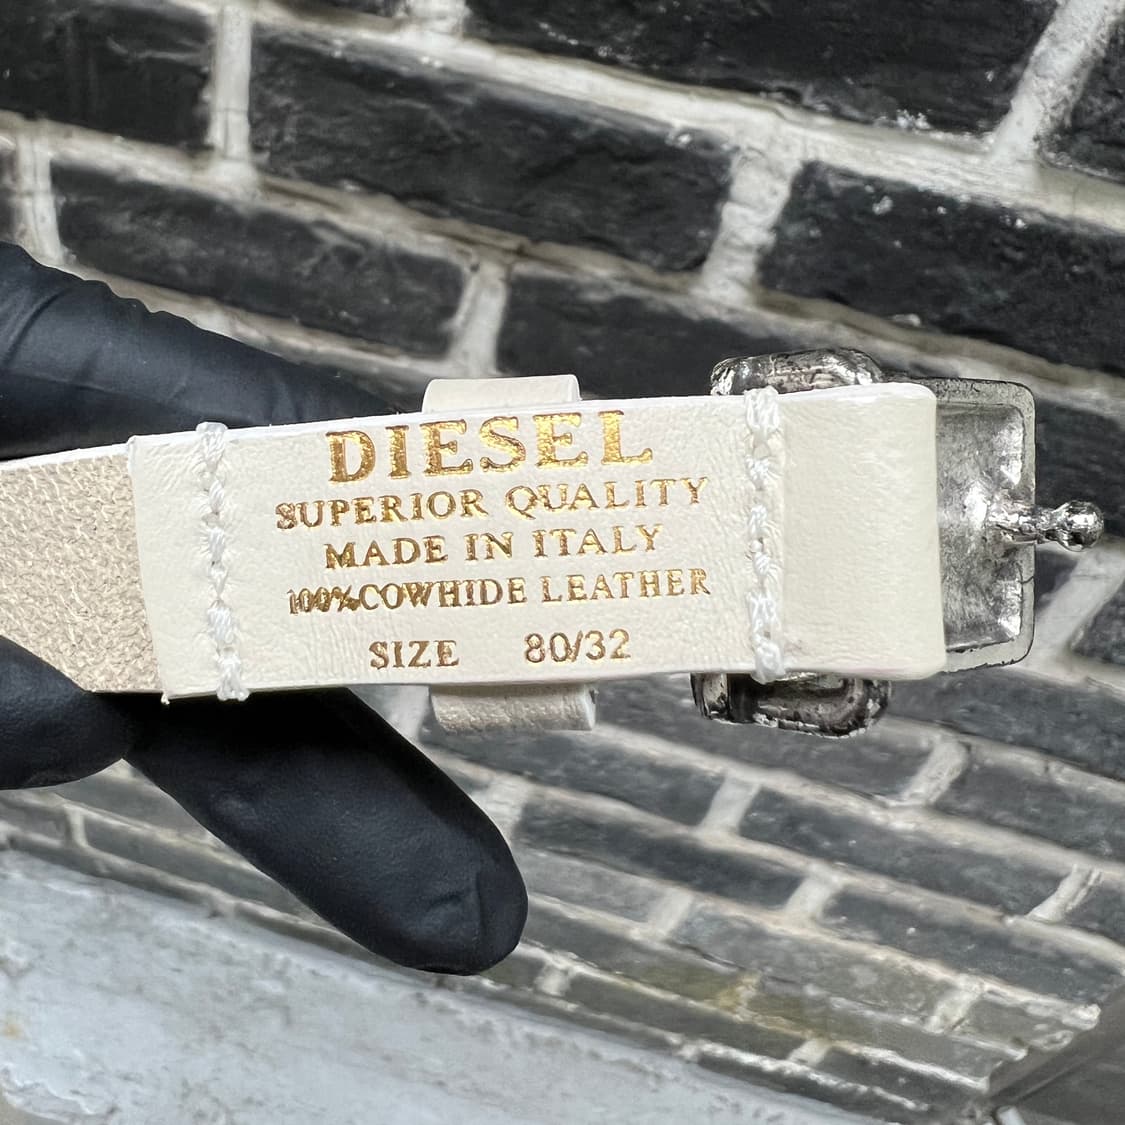 DIESEL
SUPERIOR QUALITY
MADE IN ITALY
100%COWHIDE LEATHER
SIZE 80/32